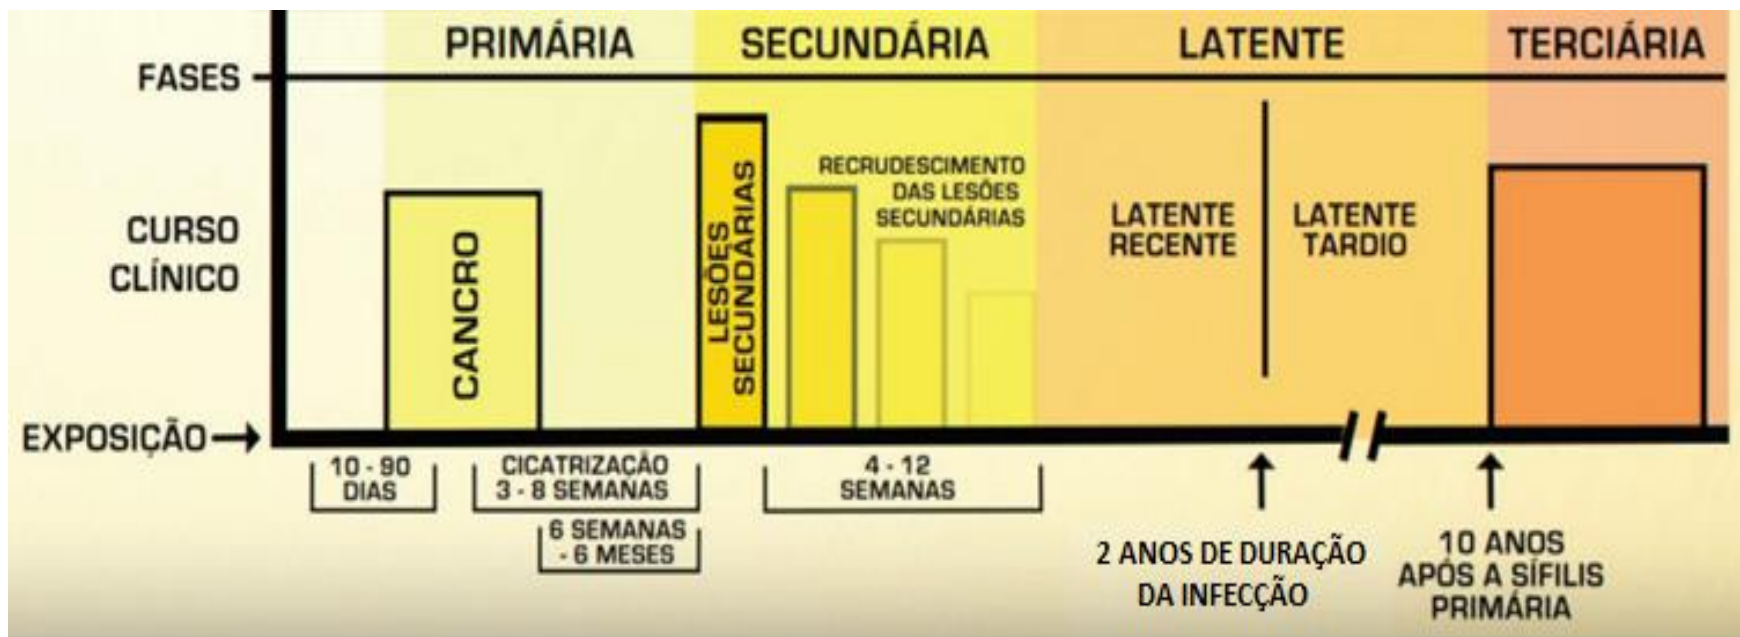 FASES
PRIMÁRIA
SECUNDÁRIA
LATENTE
TERCIÁRIA
CURSO
CLÍNICO
CANCRO
LESÕES
SECUNDÁRIAS
RECRUDESCIMENTO
DAS LESÕES
SECUNDÁRIAS
LATENTE
RECENTE
LATENTE
TARDIO
EXPOSIÇÃO
10 - 90
DIAS
CICATRIZAÇÃO
3 - 8 SEMANAS
6 SEMANAS
- 6 MESES
4 - 12
SEMANAS
2 ANOS DE DURAÇÃO
DA INFECÇÃO
10 ANOS
APÓS A SÍFILIS
PRIMÁRIA